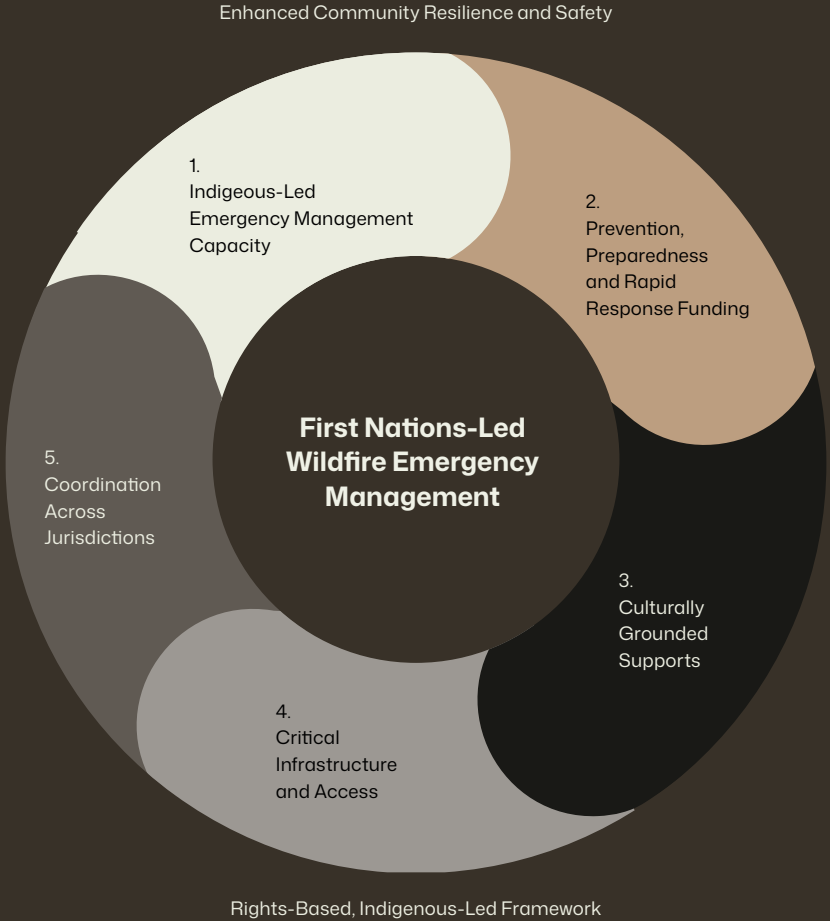 Enhanced Community Resilience and Safety
1.
Indigeous-Led
Emergency Management
Capacity
2.
Prevention,
Preparedness
and Rapid
Response Funding
First Nations-Led
Wildfire Emergency
Management
3.
Culturally
Grounded
Supports
4.
Critical
Infrastructure
and Access
5.
Coordination
Across
Jurisdictions
Rights-Based, Indigenous-Led Framework